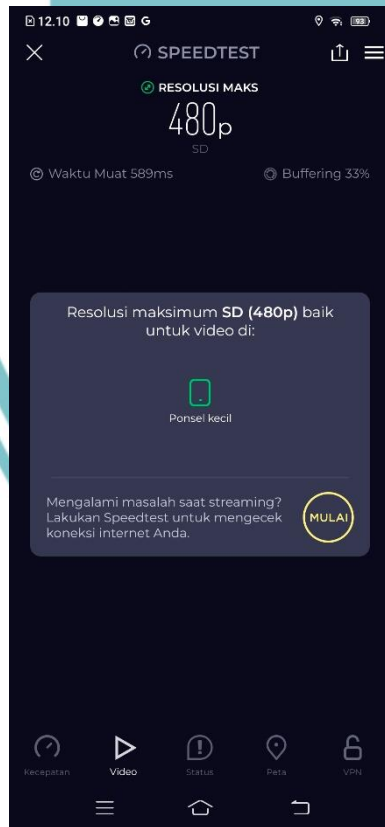 12.10 G 93
SPEEDTEST
RESOLUSI MAKS
480p
SD
Waktu Muat 589ms Buffering 33%
Resolusi maksimum SD (480p) baik
untuk video di:
Ponsel kecil
Mengalami masalah saat streaming?
Lakukan Speedtest untuk mengecek
koneksi internet Anda.
MULAI
Kecepatan Video Status Peta VPN